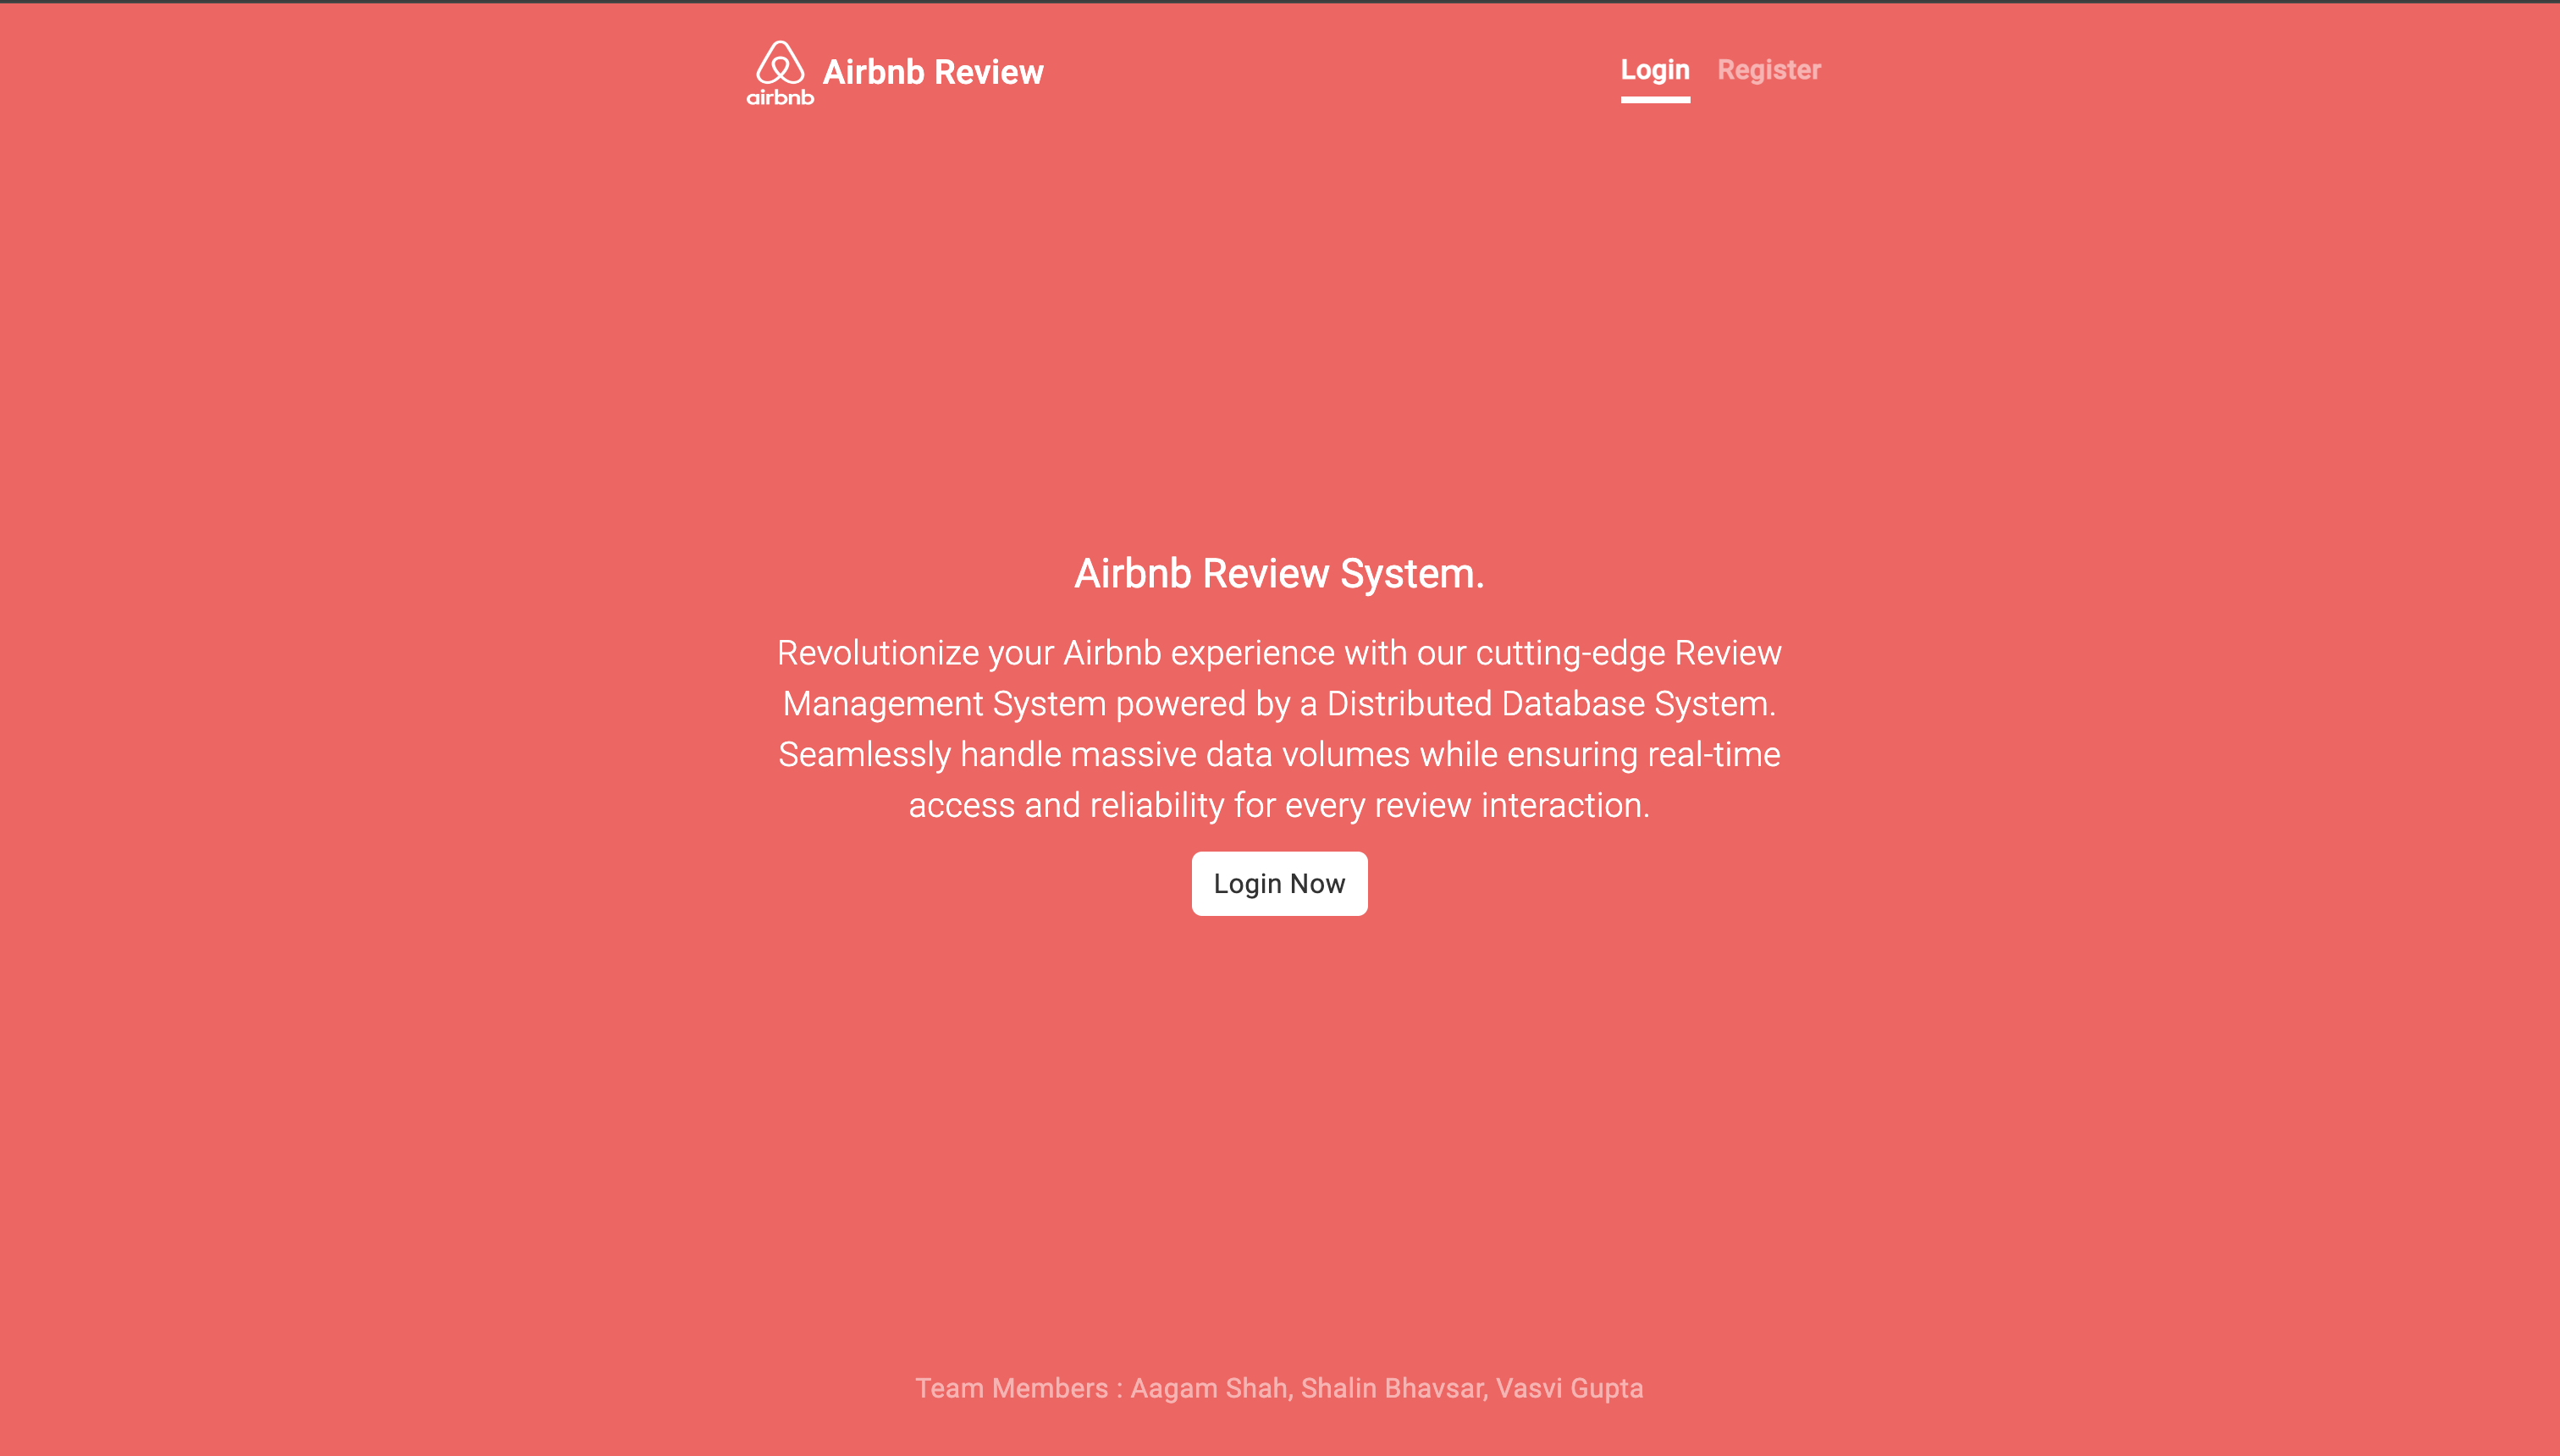 airbnb
Airbnb Review
Login
Register
Airbnb Review System.
Revolutionize your Airbnb experience with our cutting-edge Review
Management System powered by a Distributed Database System.
Seamlessly handle massive data volumes while ensuring real-time
access and reliability for every review interaction.
Login Now
Team Members : Aagam Shah, Shalin Bhavsar, Vasvi Gupta